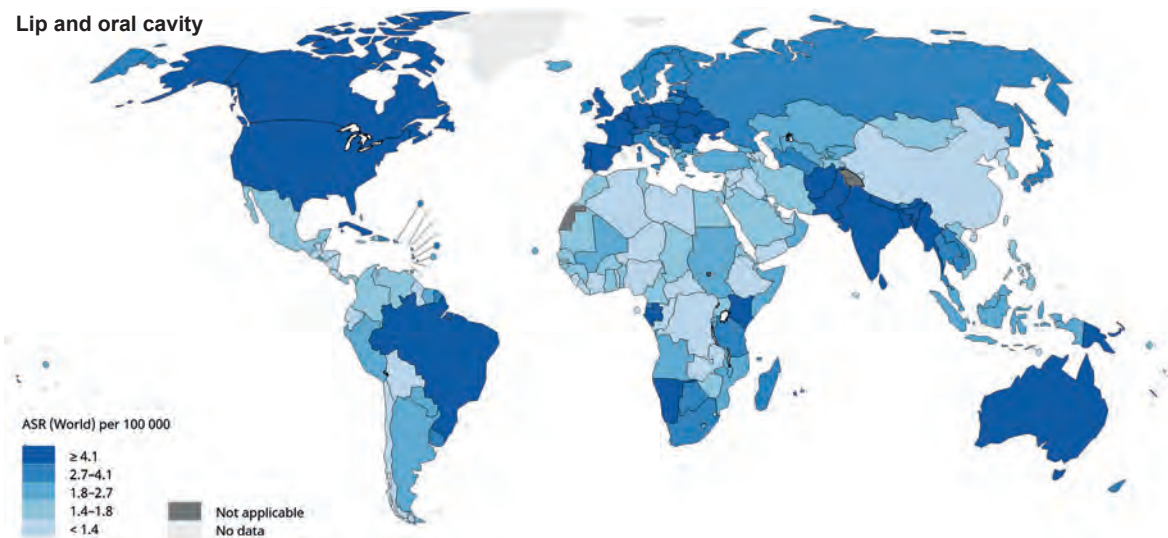 Lip and oral cavity
ASR (World) per 100 000
≥ 4.1
2.7–4.1
1.8–2.7
1.4–1.8
< 1.4
Not applicable
No data